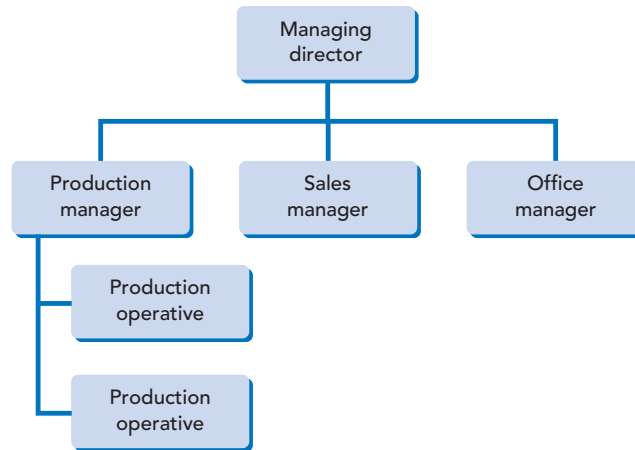 Managing
director
Production
manager
Sales
manager
Office
manager
Production
operative
Production
operative